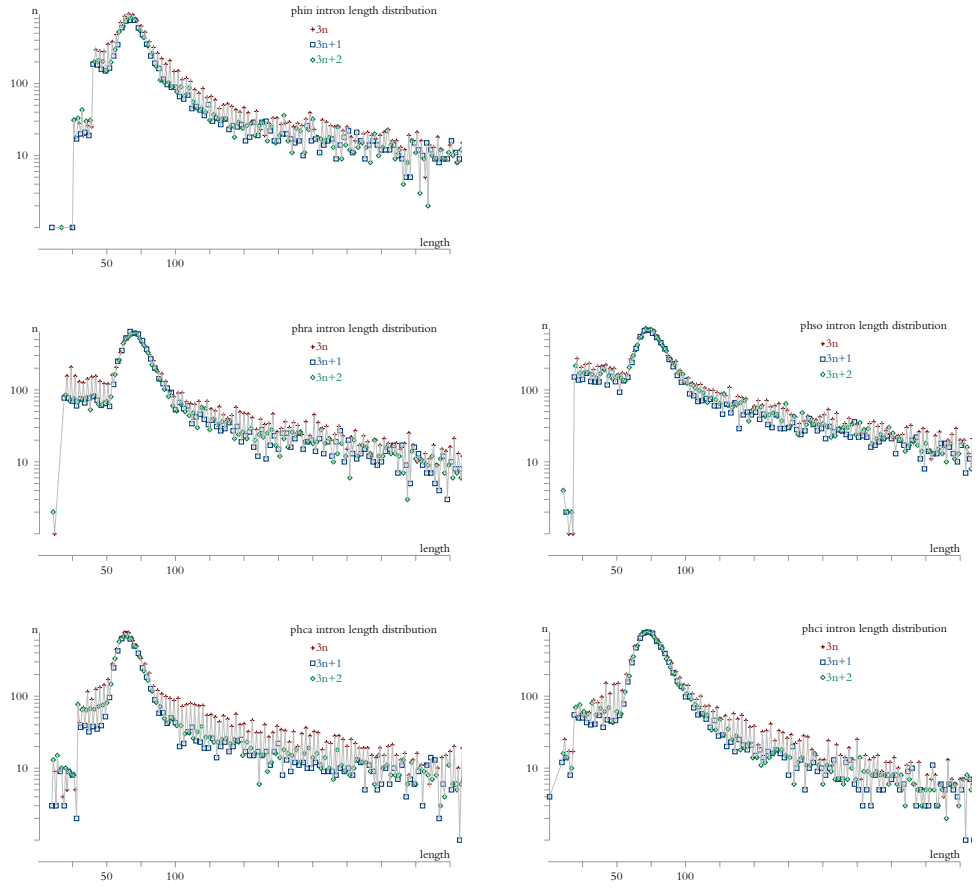 n
phin intron length distribution
3n
3n+1
3n+2
100
10
length
50
100
n
phra intron length distribution
3n
3n+1
3n+2
100
10
length
50
100
n
phso intron length distribution
3n
3n+1
3n+2
100
10
length
50
100
n
phca intron length distribution
3n
3n+1
3n+2
100
10
length
50
100
n
phci intron length distribution
3n
3n+1
3n+2
100
10
length
50
100